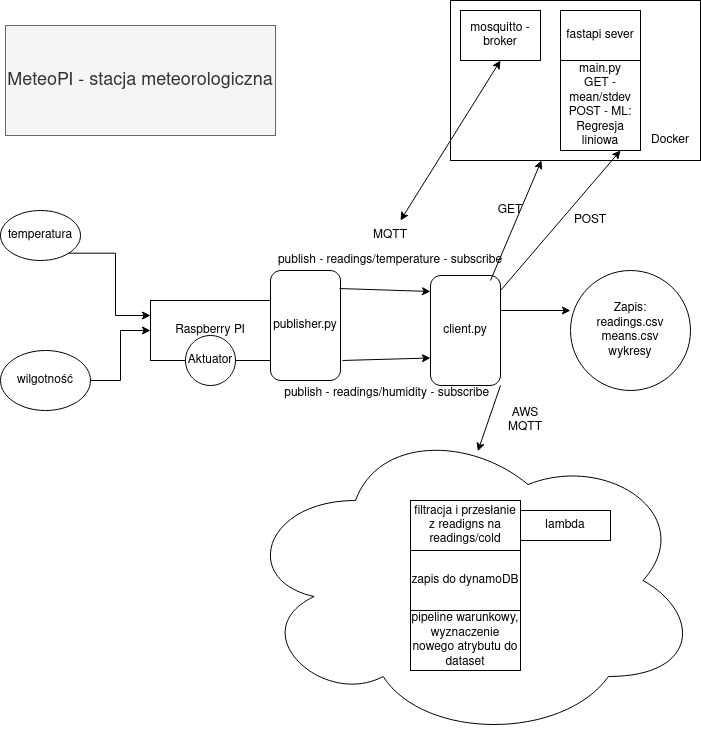 MeteoPI - stacja meteorologiczna
mosquitto -
broker
fastapi sever
main.py
GET -
mean/stdev
POST - ML:
Regresja
liniowa
Docker
GET
POST
MQTT
temperatura
publish - readings/temperature - subscribe
Raspberry PI
publisher.py
client.py
Zapis:
readings.csv
means.csv
wykresy
Aktuator
wilgotność
publish - readings/humidity - subscribe
AWS
MQTT
filtracja i przesłanie
z readigns na
readings/cold
lambda
zapis do dynamoDB
pipeline warunkowy,
wyznaczenie
nowego atrybutu do
dataset